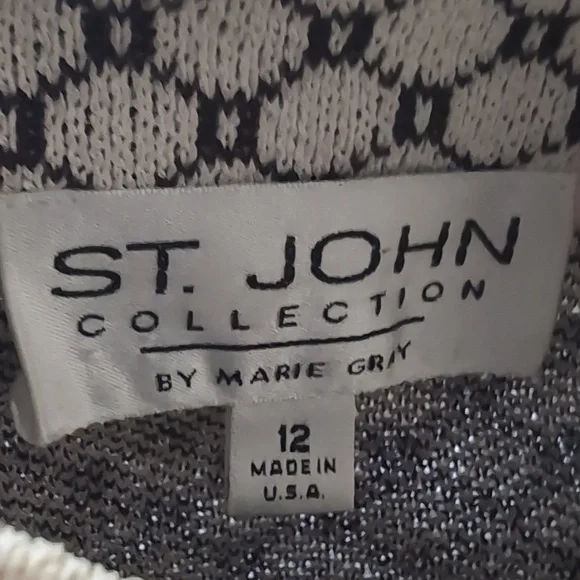 ST. JOHN
COLLECTION
BY MARIE GRAY
12
MADE IN
U.S.A.